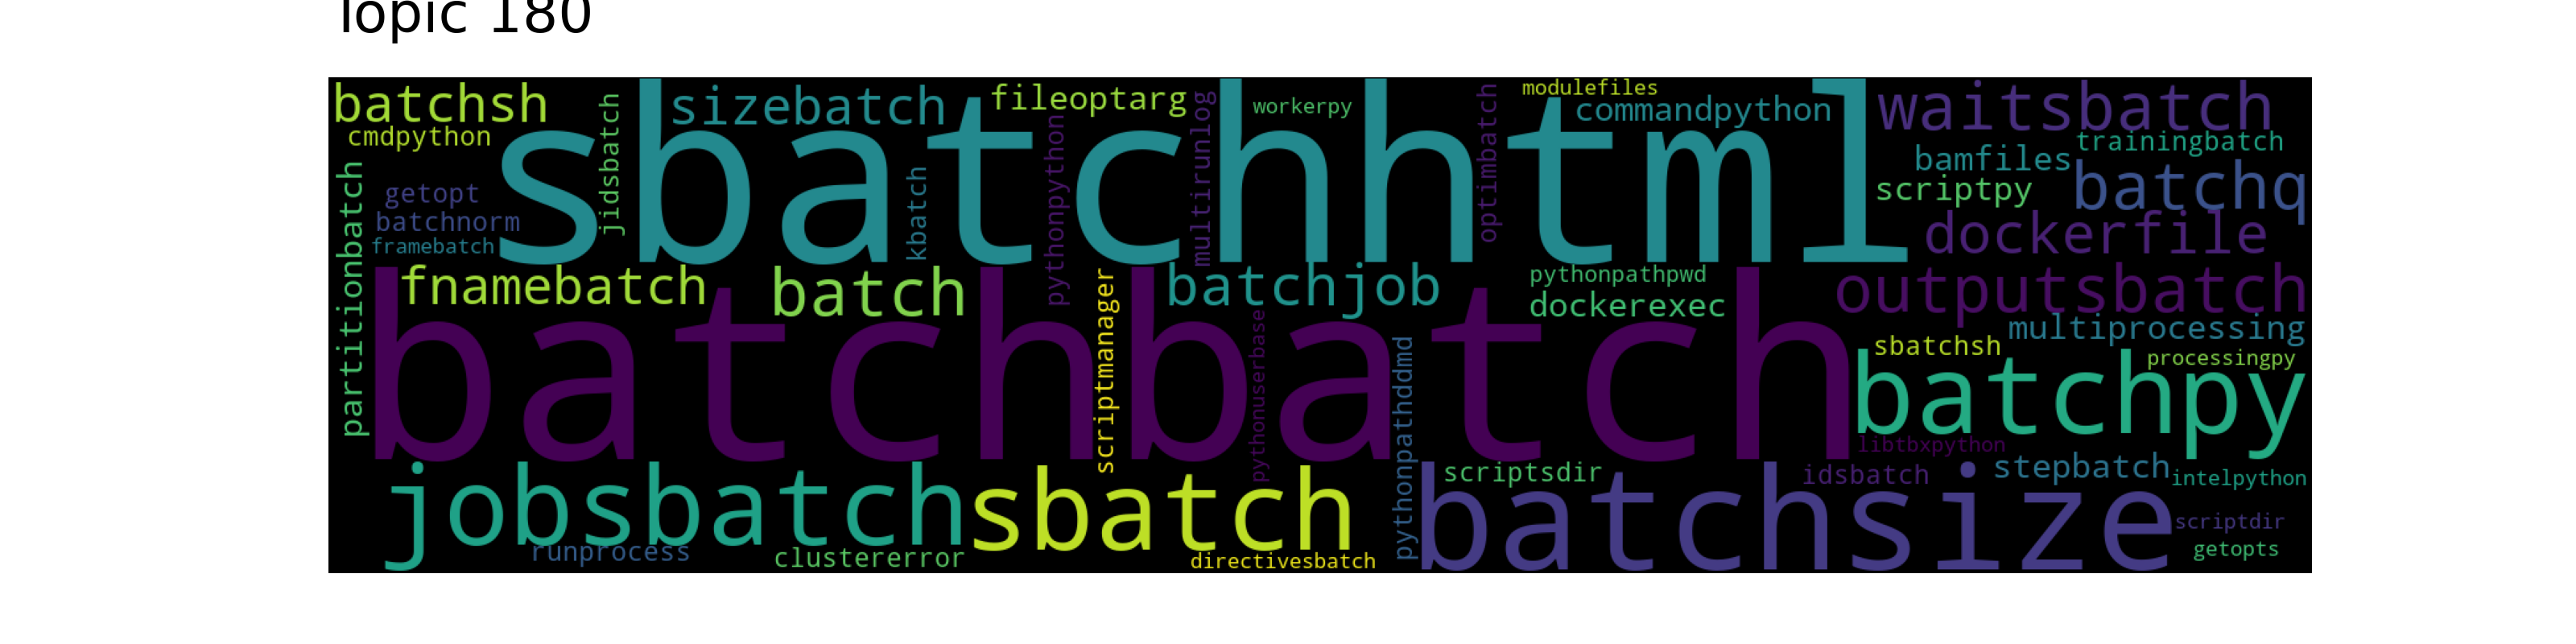 Topic 180
batchsh
sizebatch
fileoptarg
workerpy
modulefiles
commandpython
waitsbatch
cmdpython
jidsbatch
sbatchhtml
kbatch
pythonpython
multirunlog
optimbatch
trainingbatch
bamfiles
scriptpy
batchq
getopt
batchnorm
framebatch
dockerfile
partitionbatch
fnamebatch
batch
batchjob
pythonpathpwd
dockerexec
outputsbatch
multiprocessing
batchbatch
scriptmanager
pythonuserbase
pythonpathddmd
sbatchsh
processingpy
batchpy
libtbxpython
jobsbatch
sbatch
scriptsdir
idsbatch
stepbatch
intelpython
batchsize
scriptdir
getopts
runprocess
clustererror
directivesbatch